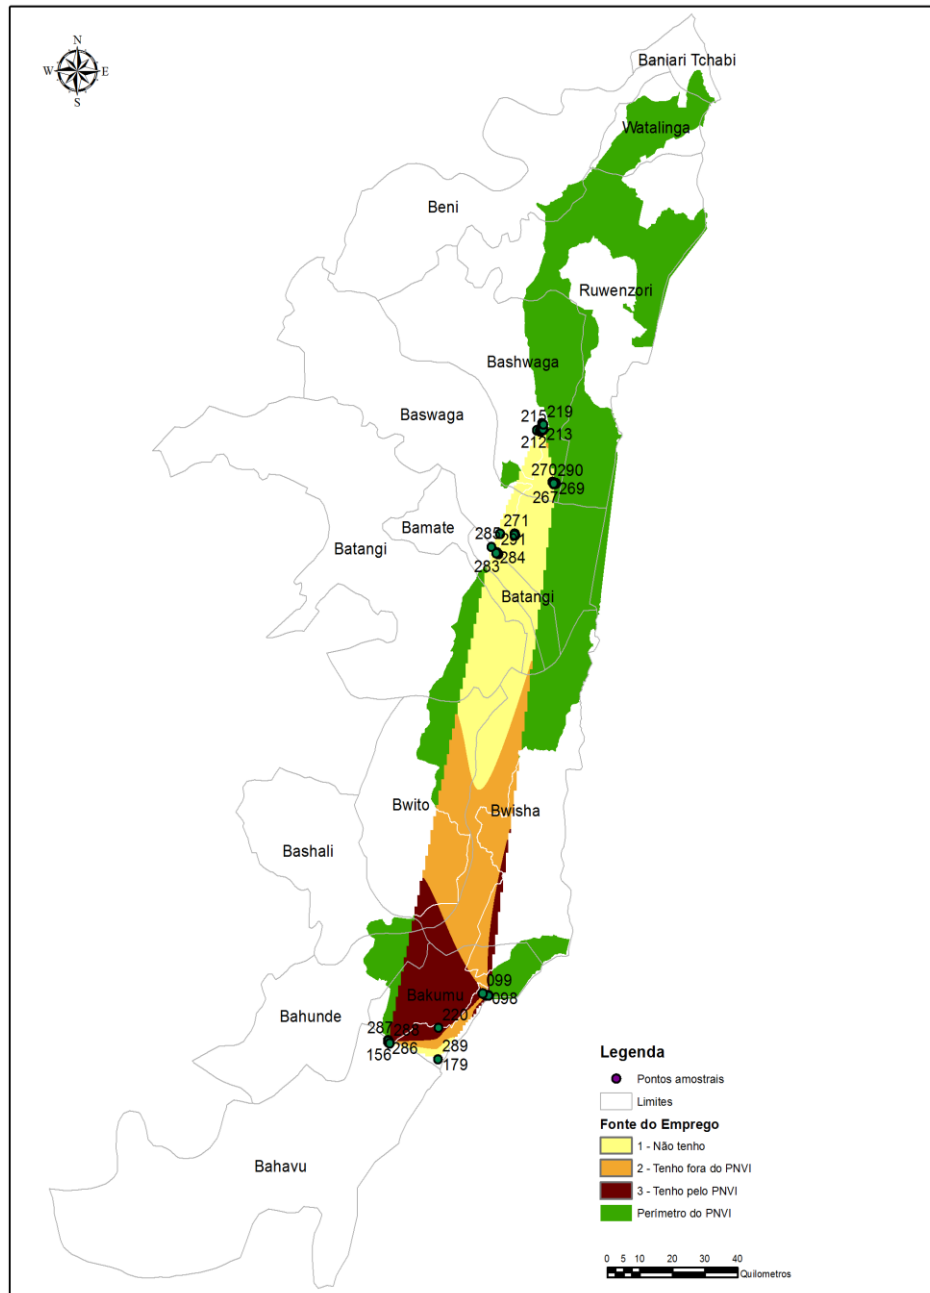 N
W E
S
Baniari Tchabi
Watalinga
Beni
Ruwenzori
Bashwaga
Baswaga
215 219
212 213
270 290
267 269
Bamate
285 271
291
283 284
Batangi
Batangi
Bwito
Bwisha
Bashali
099
Bakumu
098
Bahunde
220
287 288
286
156
289
179
Bahavu
Legenda
Pontos amostrais
Limites
Fonte do Emprego
1 - Não tenho
2 - Tenho fora do PNVI
3 - Tenho pelo PNVI
Perímetro do PNVI
0 5 10 20 30 40
Quilometros